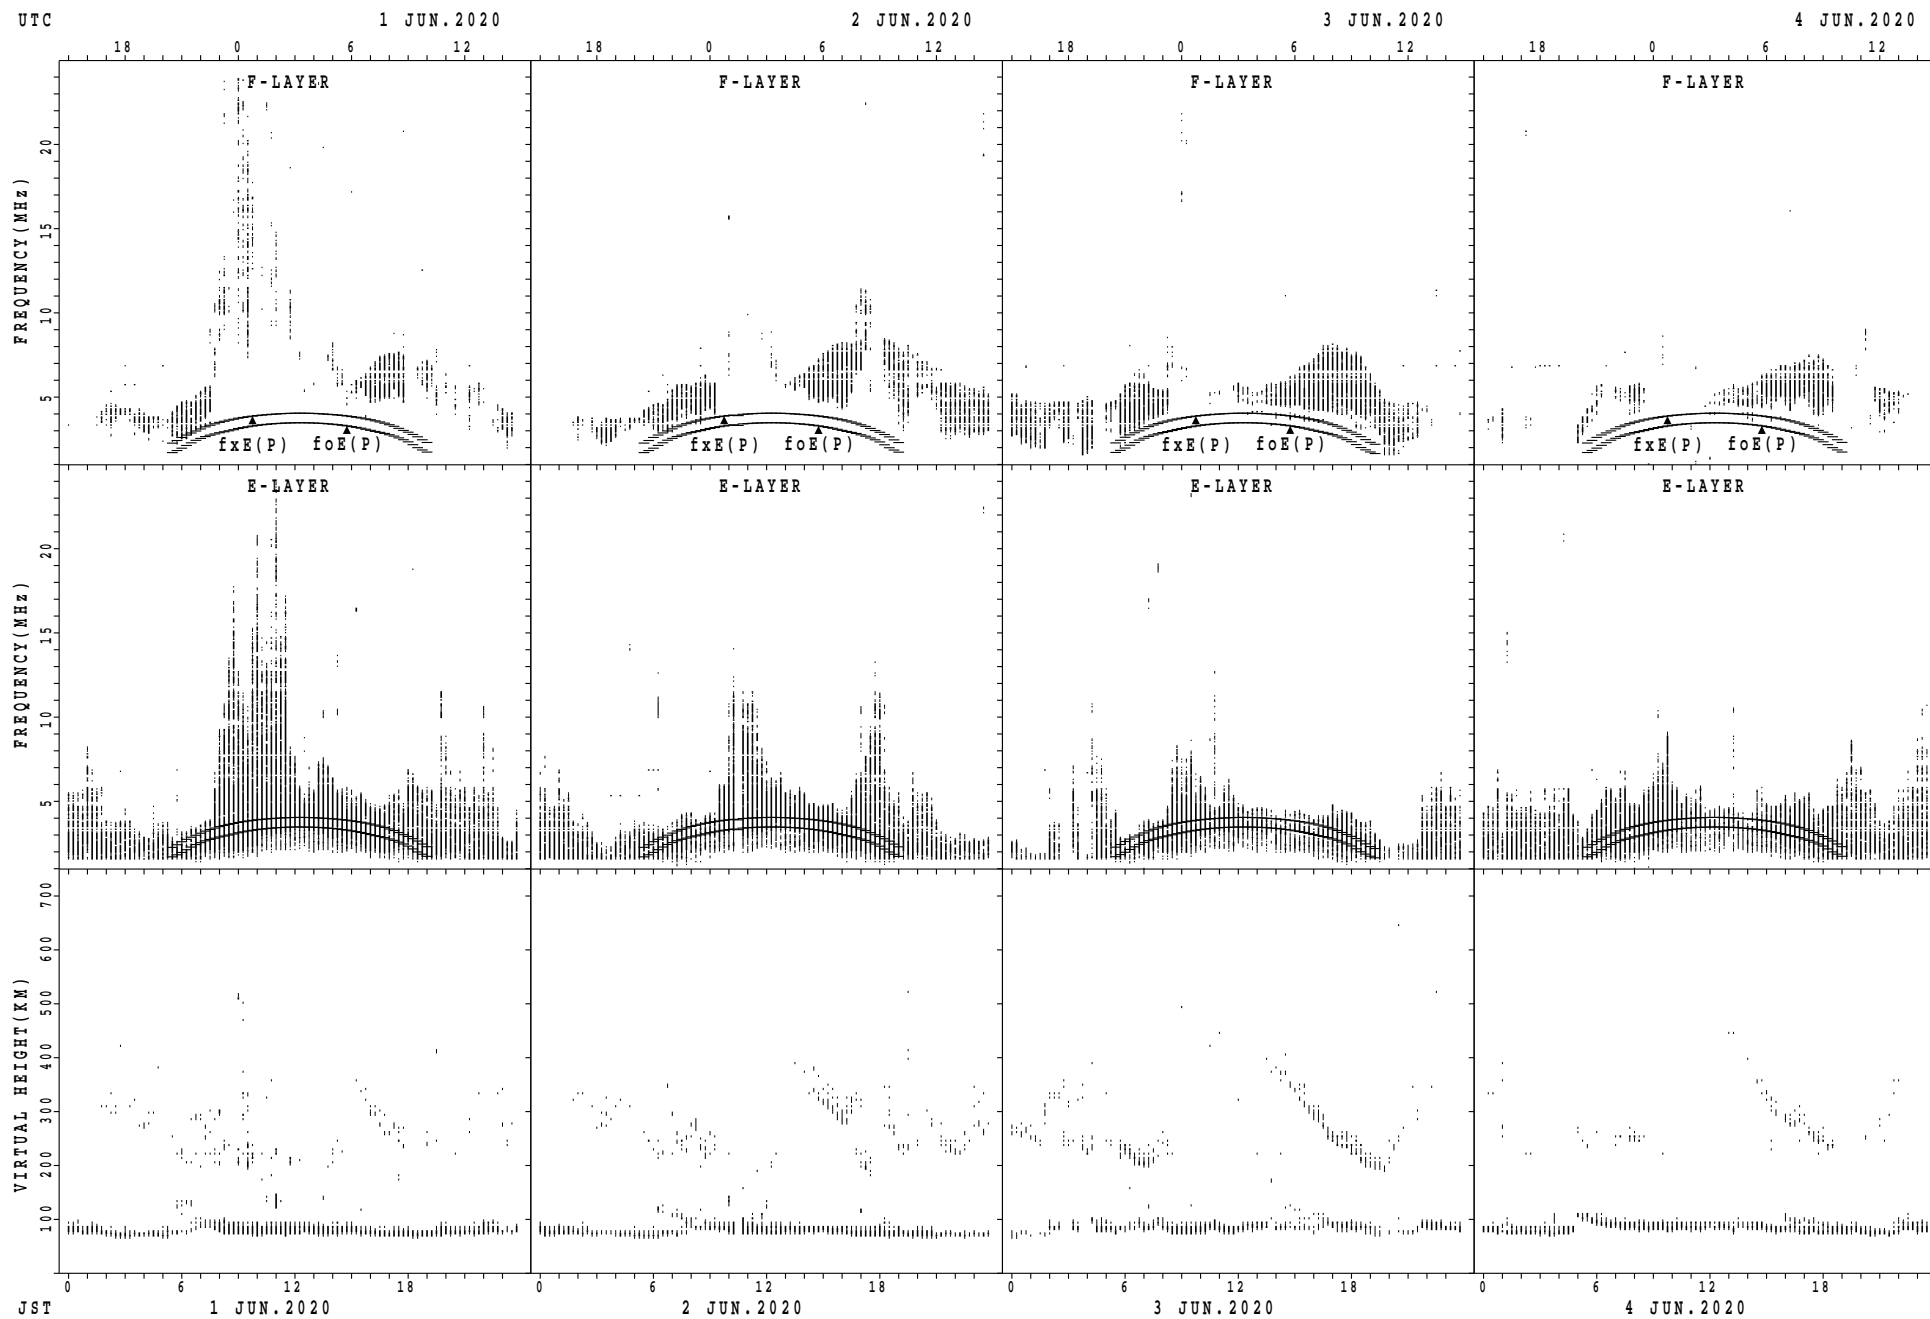 UTC 1 JUN.2020 2 JUN.2020 3 JUN.2020 4 JUN.2020
18 0 6 12 18 0 6 12 18 0 6 12 18 0 6 12
F-LAYER F-LAYER F-LAYER F-LAYER
FREQUENCY(MHz)
20
15
10
5
fxE(P) foE(P) fxE(P) foE(P) fxE(P) foE(P) fxE(P) foE(P)
E-LAYER E-LAYER E-LAYER E-LAYER
FREQUENCY(MHz)
20
15
10
5
VIRTUAL HEIGHT(KM)
700
600
500
400
300
200
100
0 6 12 18 0 6 12 18 0 6 12 18 0 6 12 18
JST 1 JUN.2020 2 JUN.2020 3 JUN.2020 4 JUN.2020